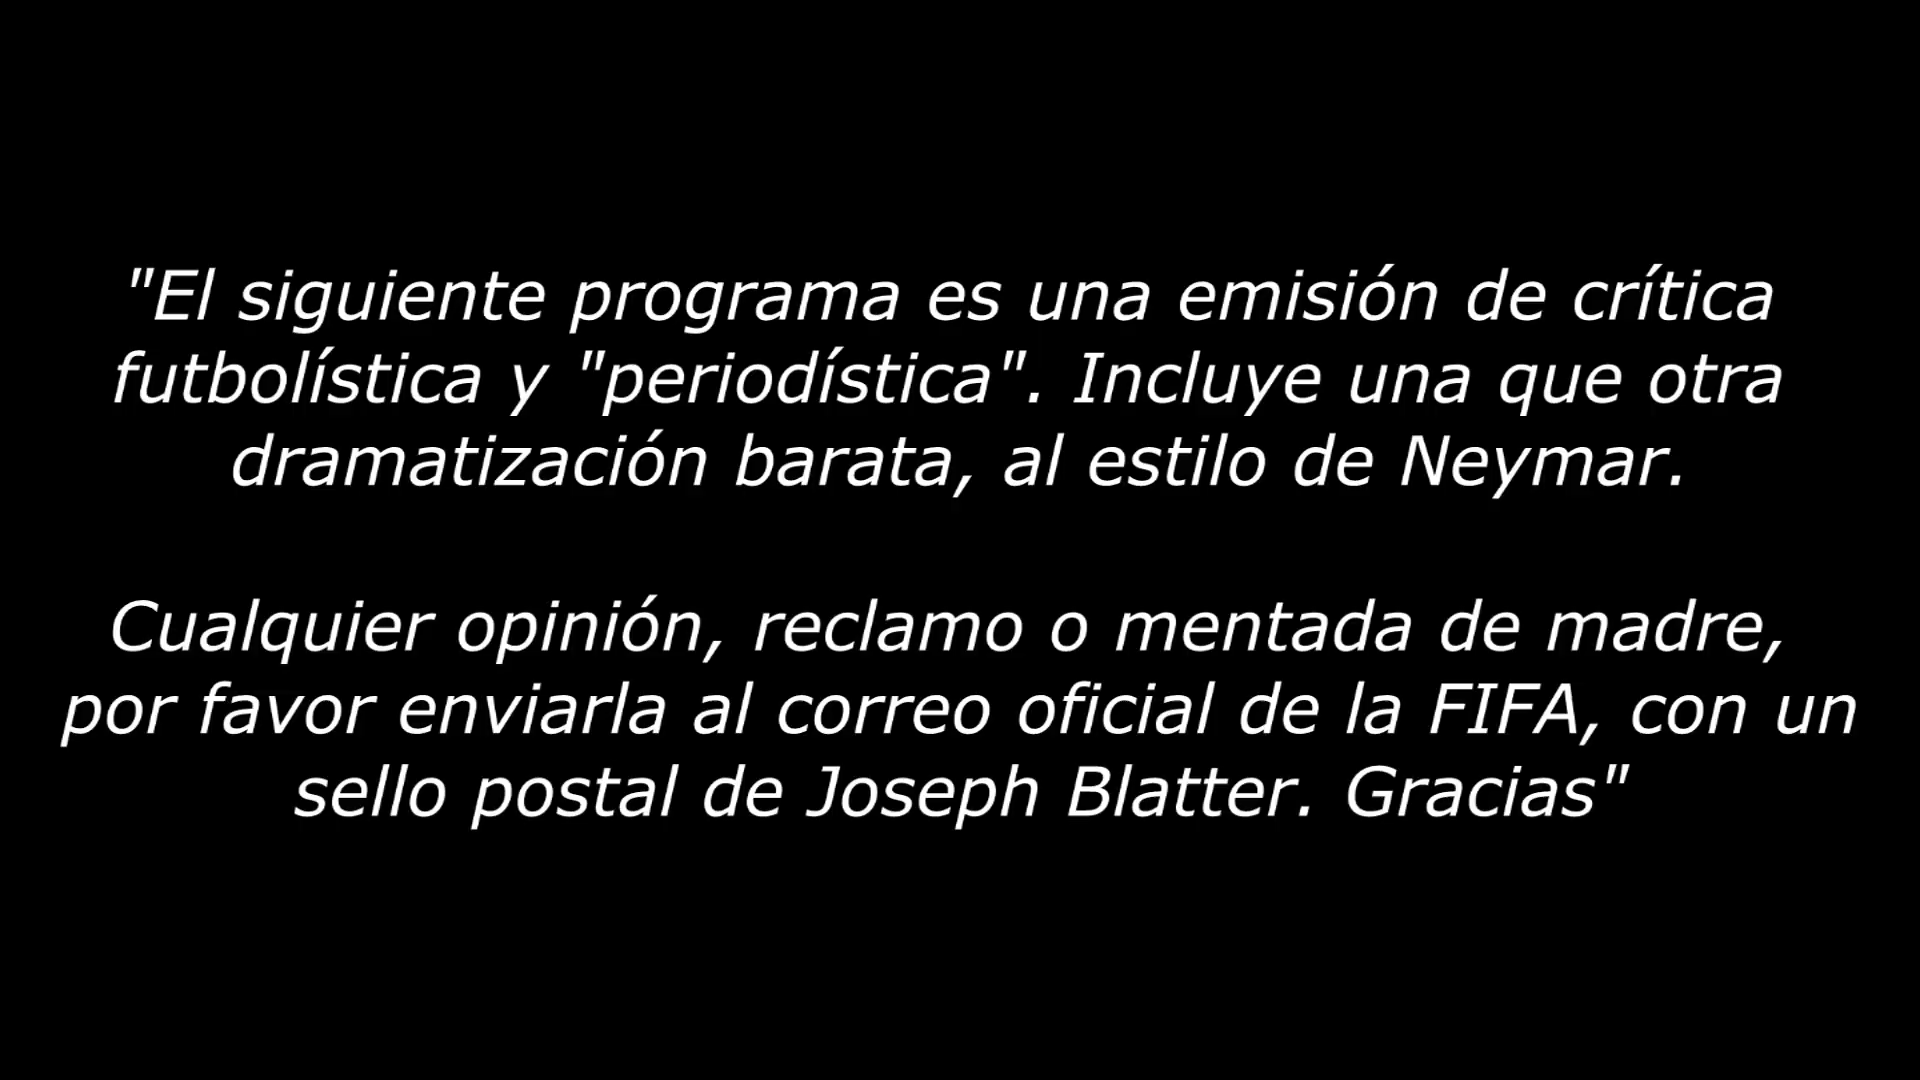 "El siguiente programa es una emisión de crítica
futbolística y "periodística". Incluye una que otra
dramatización barata, al estilo de Neymar.
Cualquier opinión, reclamo o mentada de madre,
por favor enviarla al correo oficial de la FIFA, con un
sello postal de Joseph Blatter. Gracias"